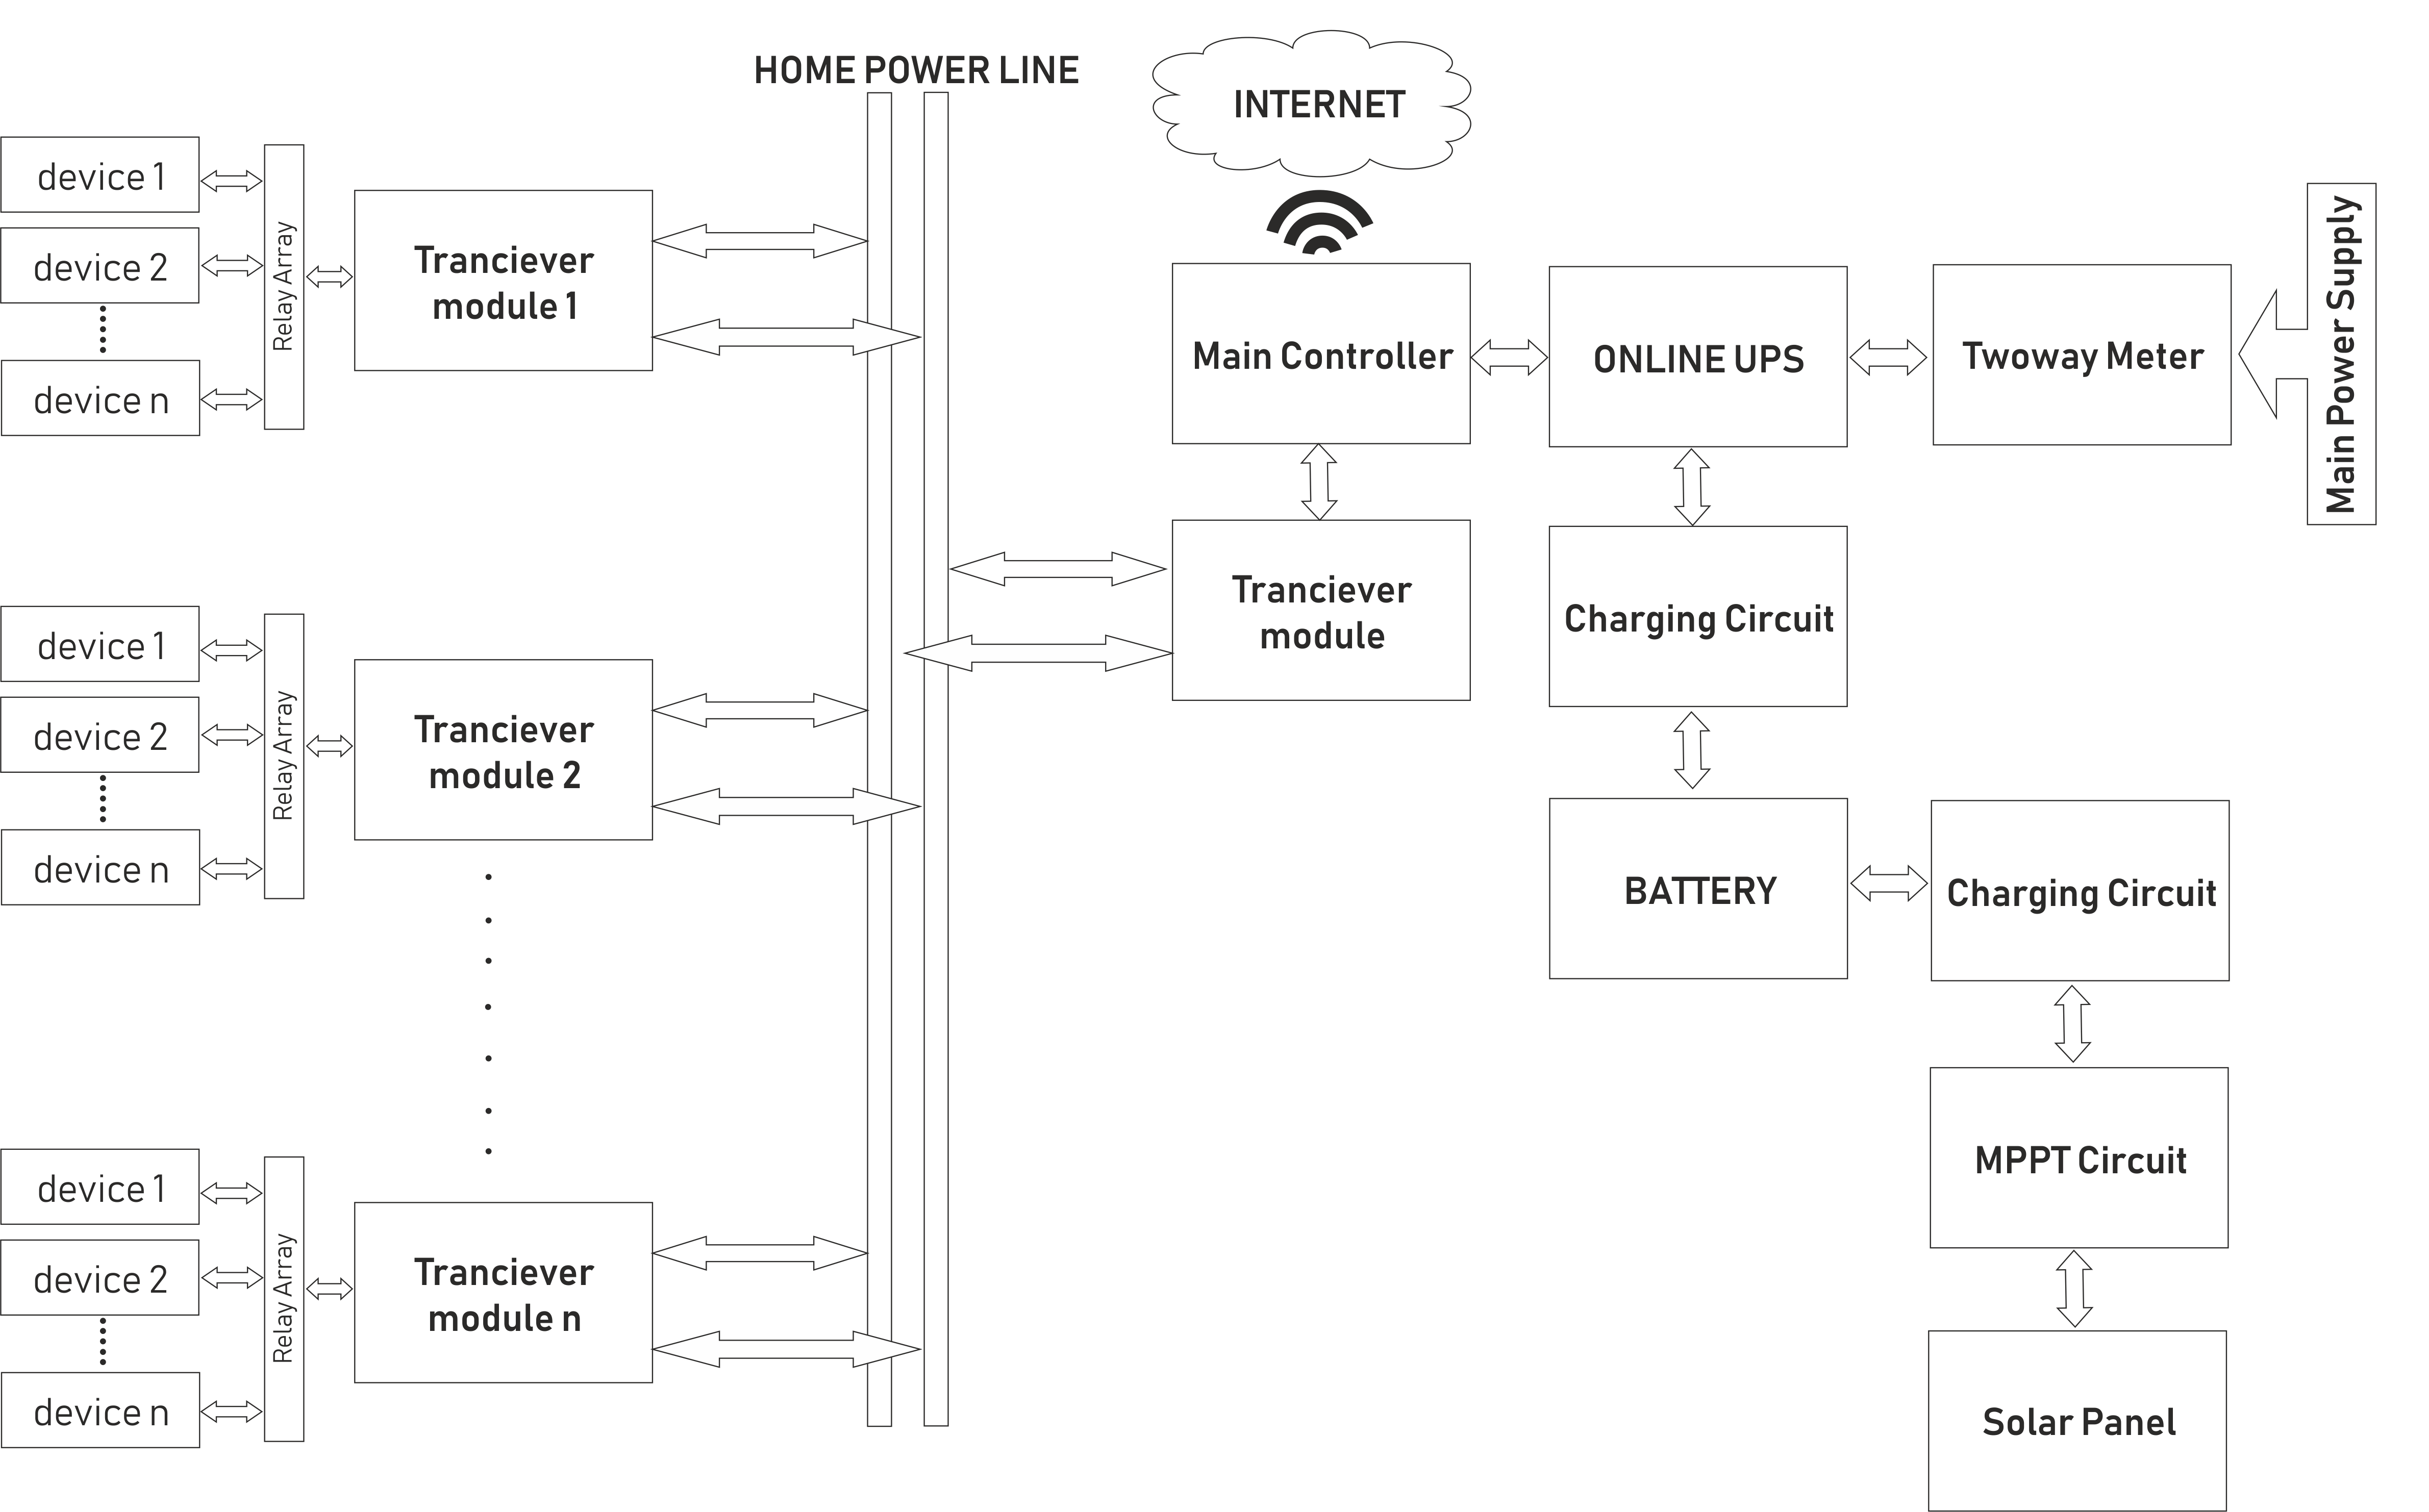 HOME POWER LINE
INTERNET
device 1
device 2
device n
Relay Array
Tranciever
module 1
Main Controller
ONLINE UPS
Twoway Meter
Main Power Supply
Tranciever
module
Charging Circuit
device 1
device 2
device n
Relay Array
Tranciever
module 2
BATTERY
Charging Circuit
MPPT Circuit
device 1
device 2
device n
Relay Array
Tranciever
module n
Solar Panel